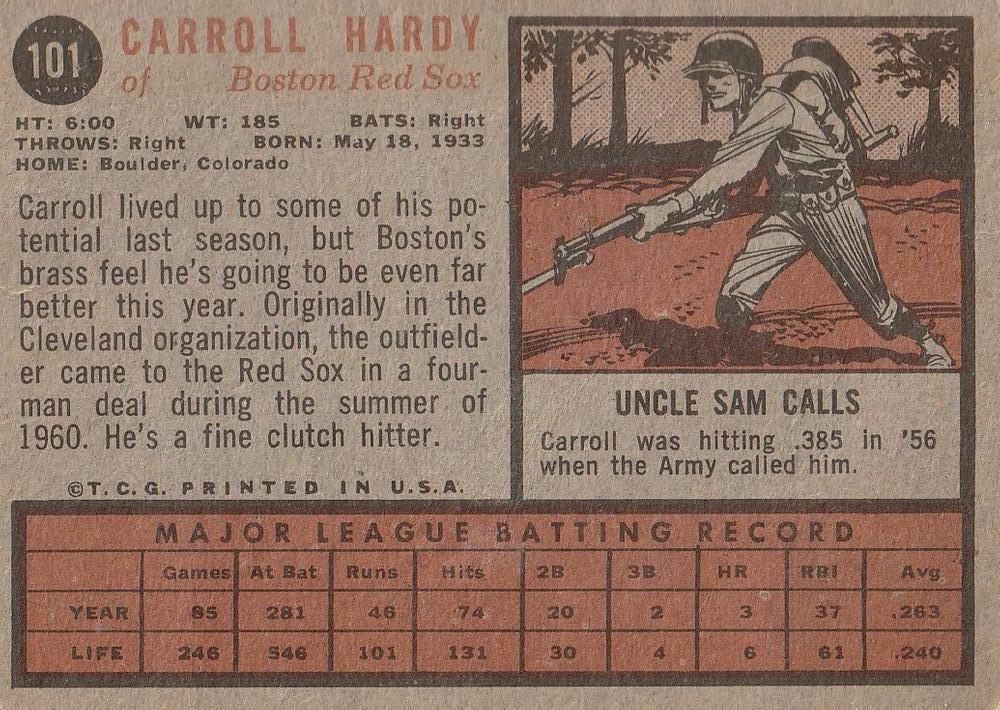 101
CARROLL HARDY
of Boston Red Sox
HT: 6:00 WT: 185 BATS: Right
THROWS: Right BORN: May 18, 1933
HOME: Boulder, Colorado
Carroll lived up to some of his po-
tential last season, but Boston's
brass feel he's going to be even far
better this year. Originally in the
Cleveland organization, the outfield-
er came to the Red Sox in a four-
man deal during the summer of
1960. He's a fine clutch hitter.
©T.C.G. PRINTED IN U.S.A.
UNCLE SAM CALLS
Carroll was hitting .385 in '56
when the Army called him.
MAJOR LEAGUE BATTING RECORD
Games At Bat Runs Hits 2B 3B HR RBI Avg
YEAR 85 281 46 74 20 2 3 37 .263
LIFE 246 546 101 131 30 4 6 61 .240